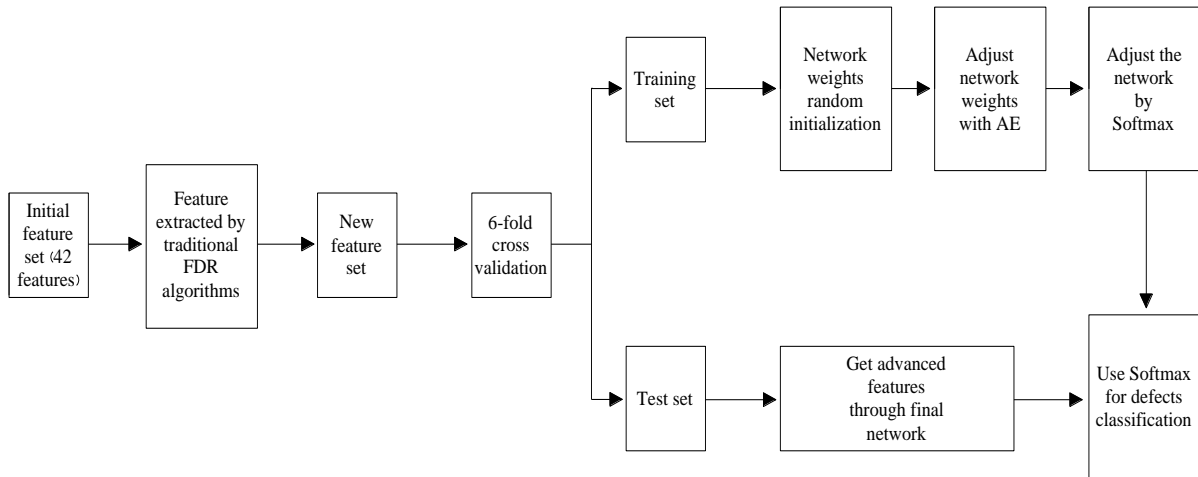 Initial
feature
set (42
features)
Feature
extracted by
traditional
FDR
algorithms
New
feature
set
6-fold
cross
validation
Training
set
Network
weights
random
initialization
Adjust
network
weights
with AE
Adjust the
network
by
Softmax
Test set
Get advanced
features
through final
network
Use Softmax
for defects
classification